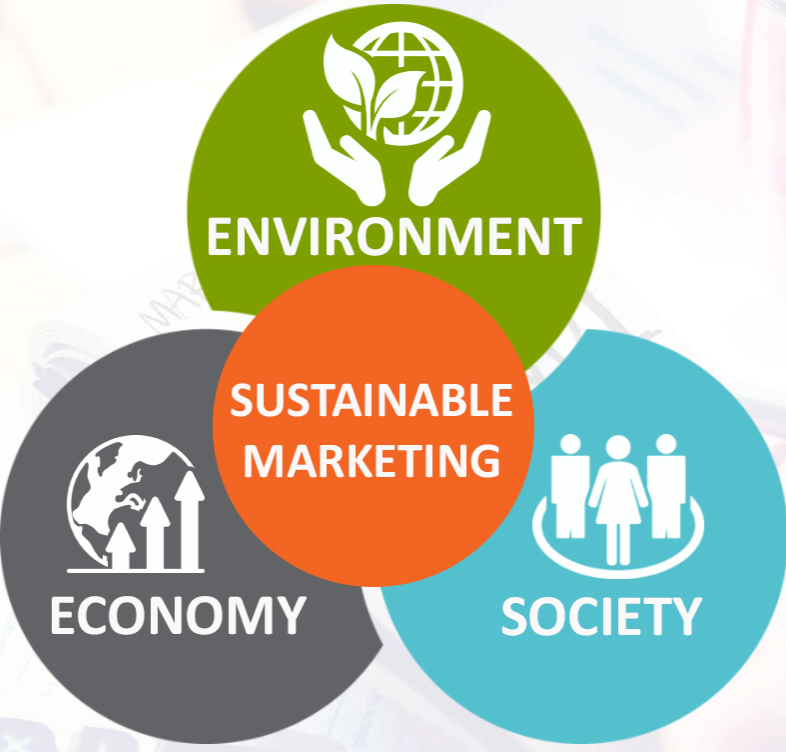 ENVIRONMENT
SUSTAINABLE
MARKETING
ECONOMY
SOCIETY